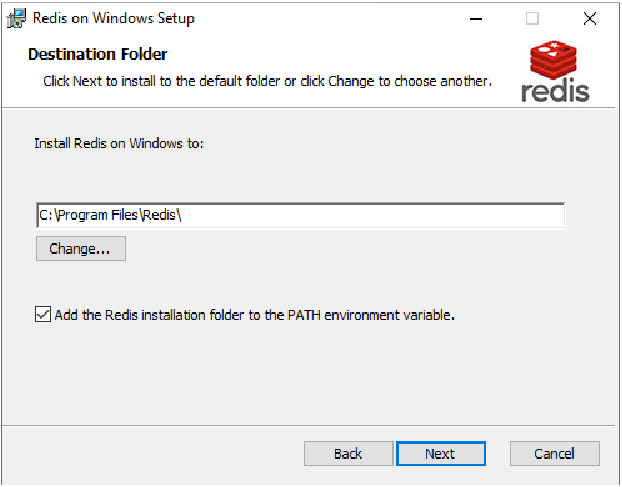 Redis on Windows Setup
Destination Folder
Click Next to install to the default folder or click Change to choose another.
redis
Install Redis on Windows to:
C:\Program Files\Redis\
Change...
Add the Redis installation folder to the PATH environment variable.
Back Next Cancel